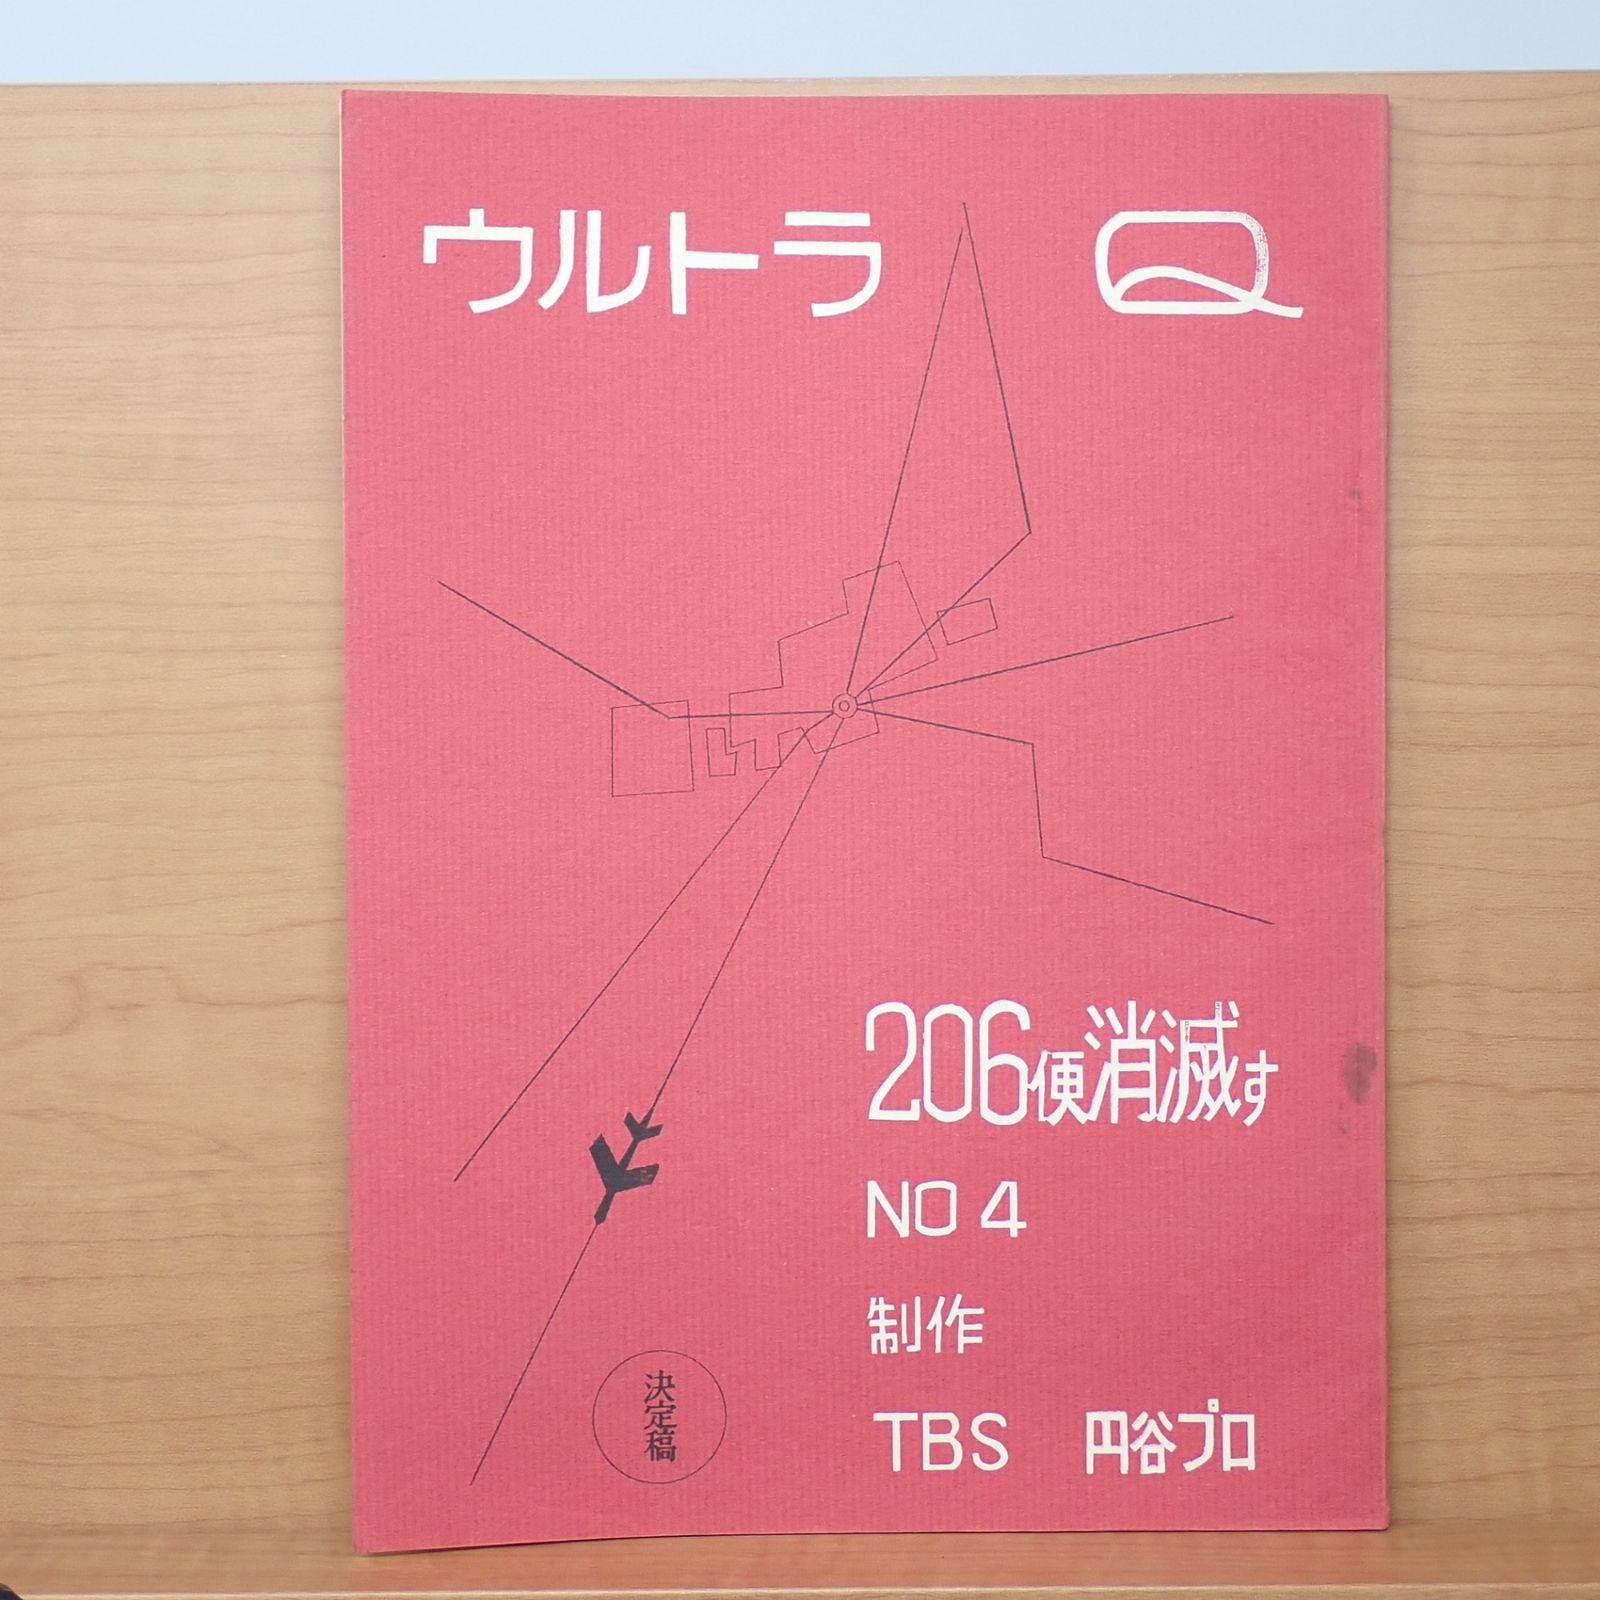 ウルトラ Q
206便消滅す
NO 4
制作
TBS 円谷プロ
決定稿